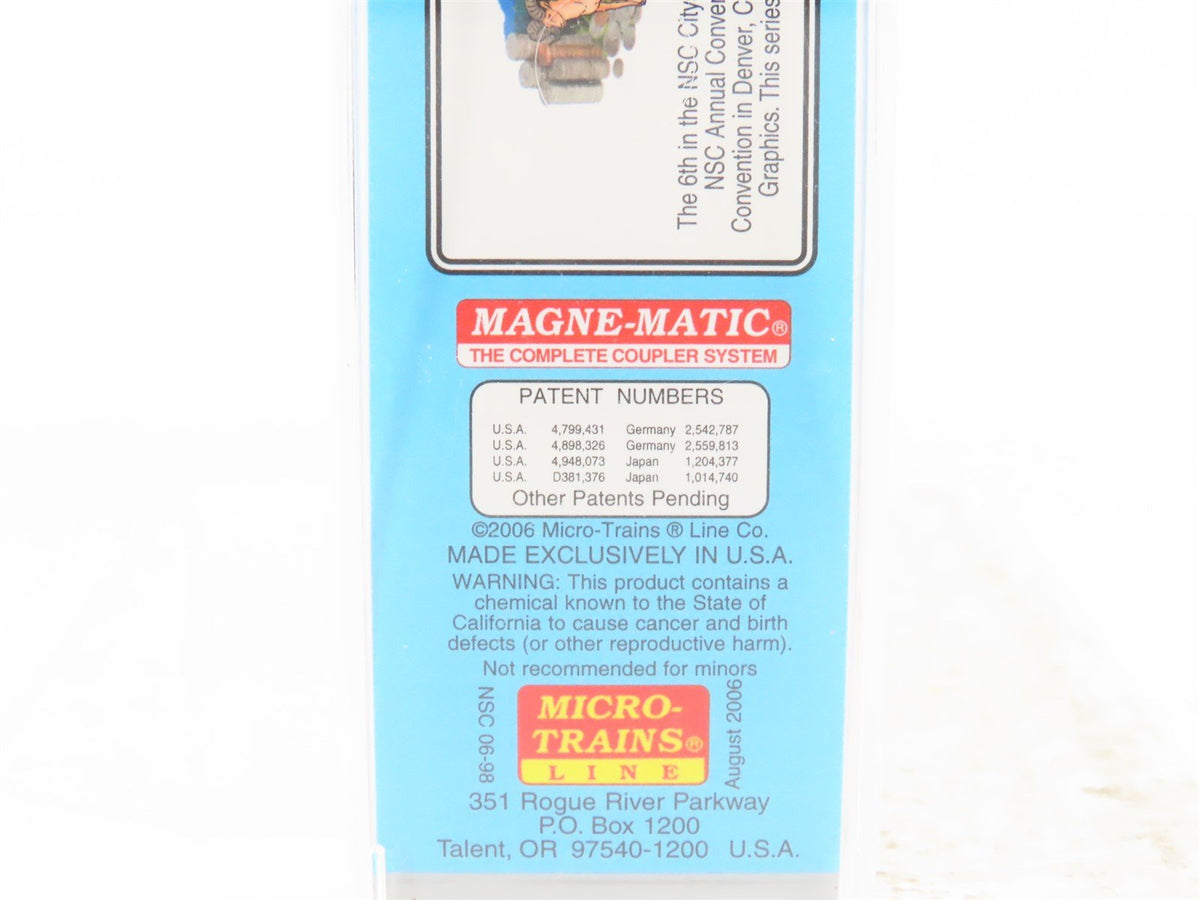 The 6th in the NSC City
NSC Annual Conver
Convention in Denver, C
Graphics. This series
MAGNE-MATIC®
THE COMPLETE COUPLER SYSTEM
PATENT NUMBERS
U.S.A. 4,799,431 Germany 2,542,787
U.S.A. 4,898,326 Germany 2,559,813
U.S.A. 4,948,073 Japan 1,204,377
U.S.A. D381,376 Japan 1,014,740
Other Patents Pending
©2006 Micro-Trains ® Line Co.
MADE EXCLUSIVELY IN U.S.A.
WARNING: This product contains a
chemical known to the State of
California to cause cancer and birth
defects (or other reproductive harm).
Not recommended for minors
NSC 06-98
MICRO-
TRAINS®
LINE
August 2006
351 Rogue River Parkway
P.O. Box 1200
Talent, OR 97540-1200 U.S.A.